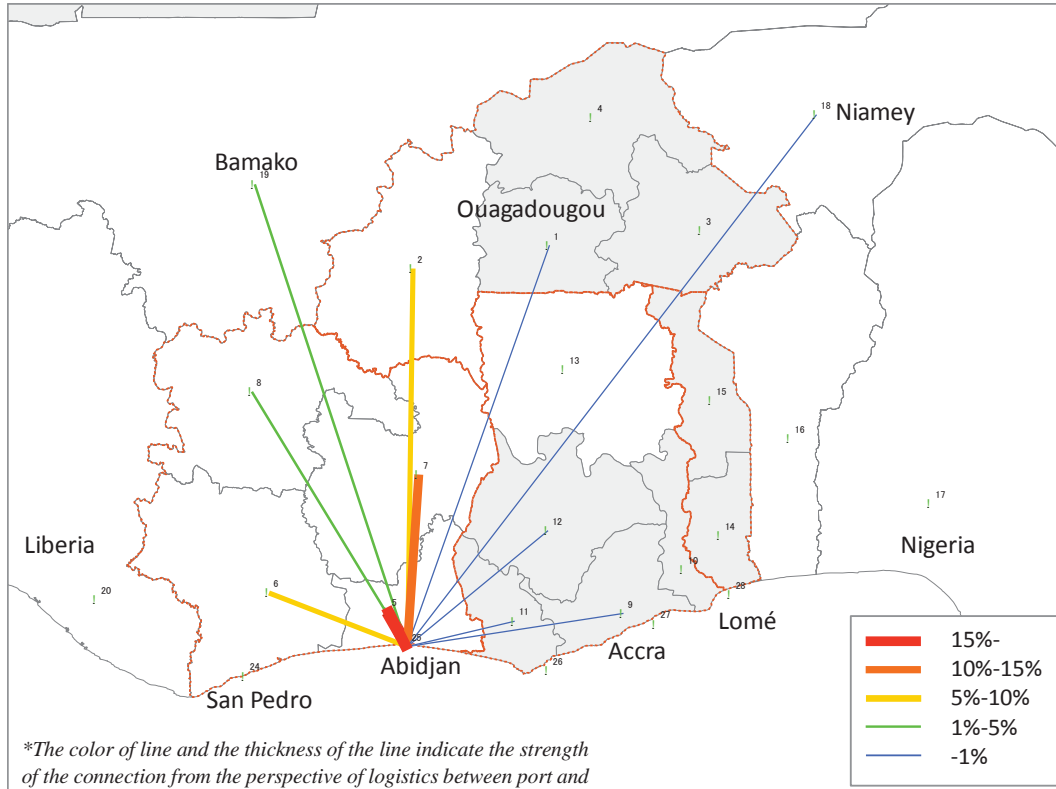 4
18
Niamey
Bamako
19
Ouagadougou
3
1
2
13
8
15
16
7
17
12
14
Liberia
Nigeria
19
20
6
28
5
Lomé
11
9
27
25
Accra
Abidjan
26
24
San Pedro
15%-
10%-15%
5%-10%
1%-5%
-1%
*The color of line and the thickness of the line indicate the strength
of the connection from the perspective of logistics between port and